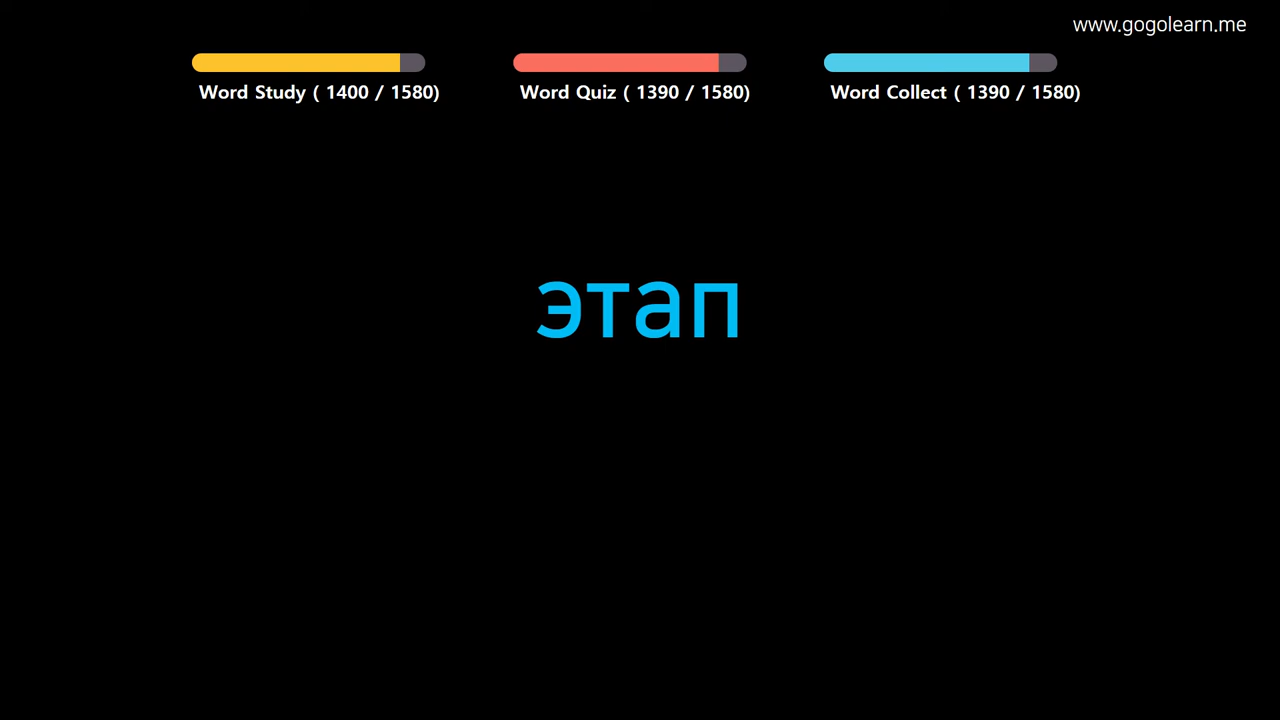 www.gogolearn.me
Word Study ( 1400 / 1580)
Word Quiz ( 1390 / 1580)
Word Collect ( 1390 / 1580)
этап